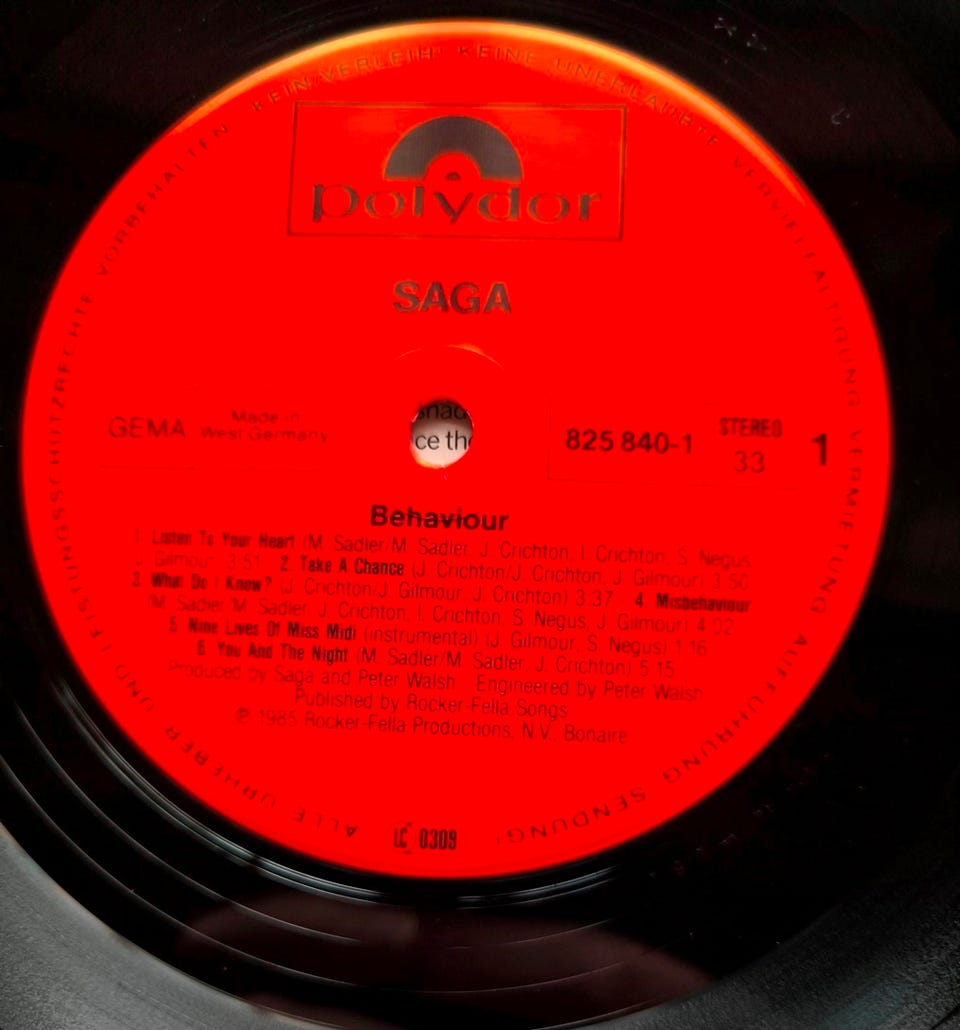 ALLE URHEBER UND LEISTUNGSSCHUTZRECHTE VORBEHALTEN KEIN VERLEIH! KEINE UNERLAUBTE VERVIELFÄLTIGUNG VERMIETUNG AUFFÜHRUNG SENDUNG!
polydor
SAGA
GEMA
Made in
West Germany
shad
ce the
825 840-1
STEREO
33
1
Behaviour
1. Listen To Your Heart (M. Sadler/M. Sadler, J. Crichton, I. Crichton, S. Negus,
J. Gilmour) 3:51 2. Take A Chance (J. Crichton/J. Crichton, J. Gilmour) 3:50
3. What Do I Know? (J. Crichton/J. Gilmour, J. Crichton) 3:37 4. Misbehaviour
(M. Sadler/M. Sadler, J. Crichton, I. Crichton, S. Negus, J. Gilmour) 4:02
5. Nine Lives Of Miss Midi (instrumental) (J. Gilmour, S. Negus) 1:16
6. You And The Night (M. Sadler/M. Sadler, J. Crichton) 5:15
Produced by Saga and Peter Walsh Engineered by Peter Walsh
Published by Rocker-Fella Songs
℗ 1985 Rocker-Fella Productions, N.V., Bonaire
LC 0309